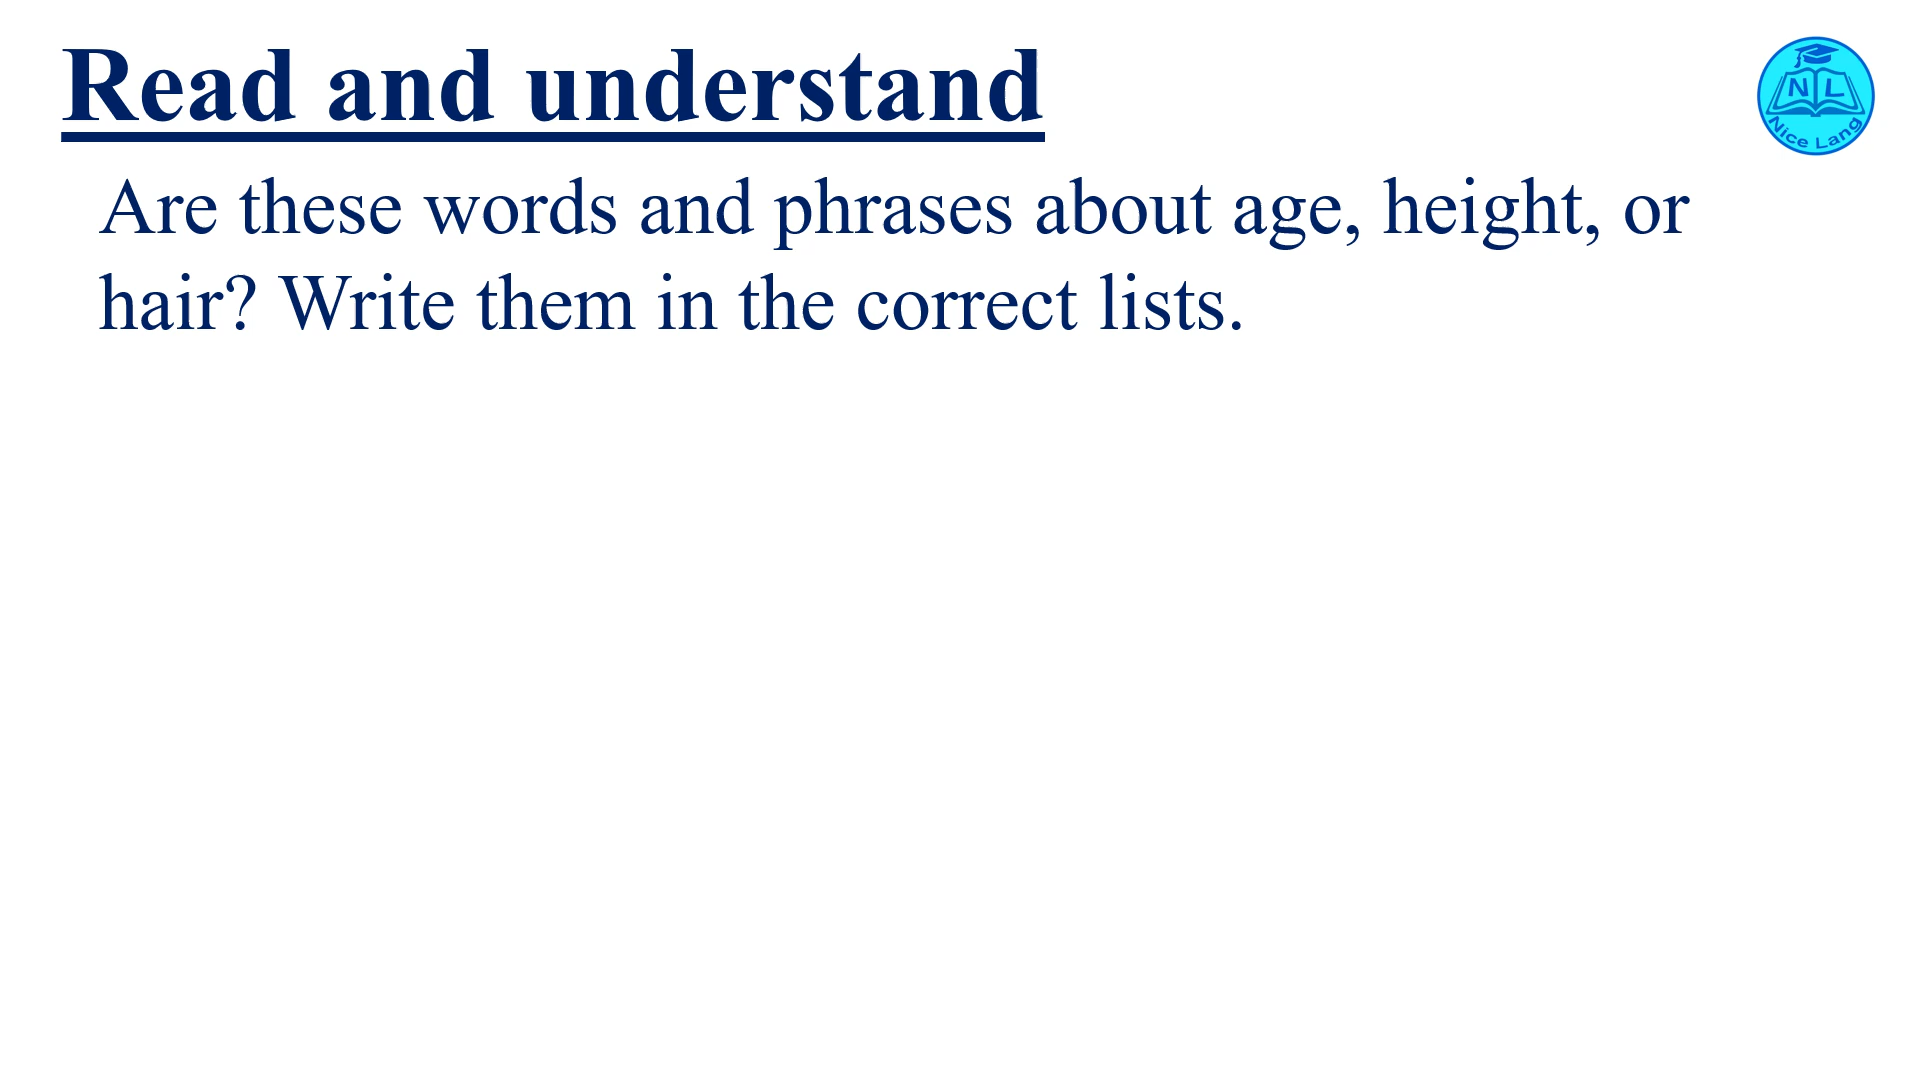 Read and understand
Are these words and phrases about age, height, or
hair? Write them in the correct lists.
N L
Nice Lang